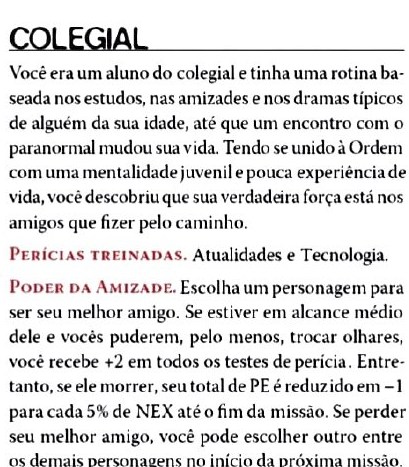 COLEGIAL
Você era um aluno do colegial e tinha uma rotina ba-
seada nos estudos, nas amizades e nos dramas típicos
de alguém da sua idade, até que um encontro com o
paranormal mudou sua vida. Tendo se unido à Ordem
com uma mentalidade juvenil e pouca experiência de
vida, você descobriu que sua verdadeira força está nos
amigos que fizer pelo caminho.
PERÍCIAS TREINADAS. Atualidades e Tecnologia.
PODER DA AMIZADE. Escolha um personagem para
ser seu melhor amigo. Se estiver em alcance médio
dele e vocês puderem, pelo menos, trocar olhares,
você recebe +2 em todos os testes de perícia. Entre-
tanto, se ele morrer, seu total de PE é reduzido em −1
para cada 5% de NEX até o fim da missão. Se perder
seu melhor amigo, você pode escolher outro entre
os demais personagens no início da próxima missão.